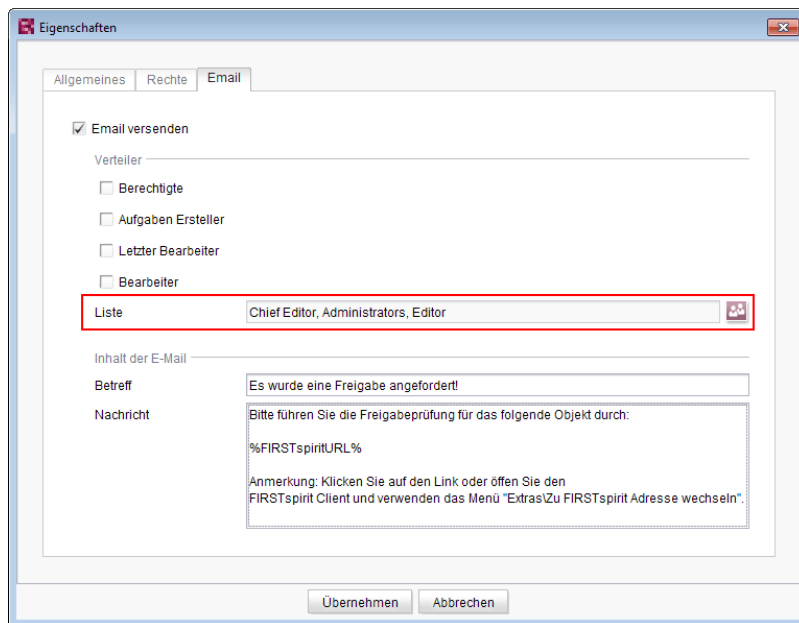 Eigenschaften
Allgemeines Rechte Email
Email versenden
Verteiler
Berechtigte
Aufgaben Ersteller
Letzter Bearbeiter
Bearbeiter
Liste Chief Editor, Administrators, Editor
Inhalt der E-Mail
Betreff Es wurde eine Freigabe angefordert!
Nachricht Bitte führen Sie die Freigabeprüfung für das folgende Objekt durch:
%FIRSTspiritURL%
Anmerkung: Klicken Sie auf den Link oder öffen Sie den
FIRSTspirit Client und verwenden das Menü "Extras\Zu FIRSTspirit Adresse wechseln".
Übernehmen Abbrechen